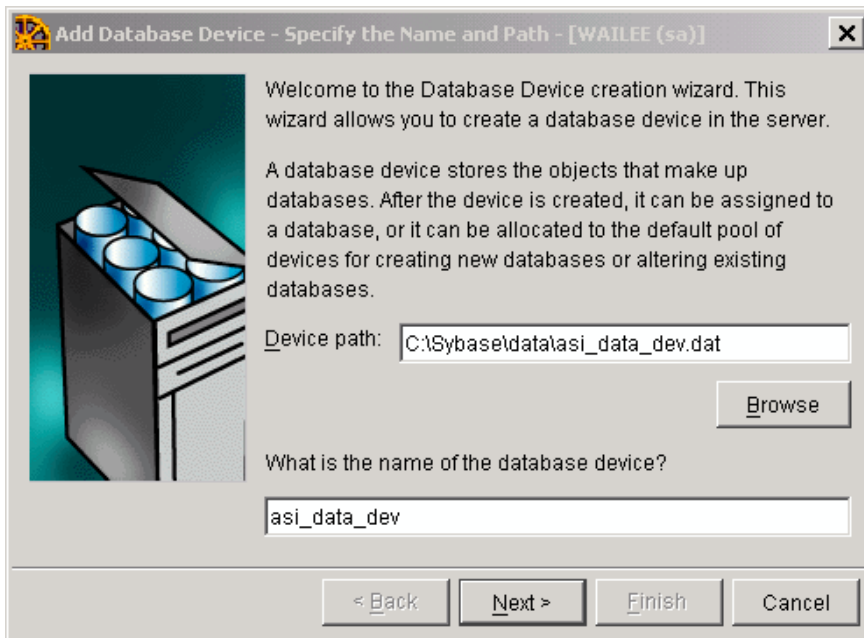 Add Database Device - Specify the Name and Path - [WAILEE (sa)]
Welcome to the Database Device creation wizard. This
wizard allows you to create a database device in the server.
A database device stores the objects that make up
databases. After the device is created, it can be assigned to
a database, or it can be allocated to the default pool of
devices for creating new databases or altering existing
databases.
Device path: C:\Sybase\data\asi_data_dev.dat
Browse
What is the name of the database device?
asi_data_dev
< Back Next > Finish Cancel